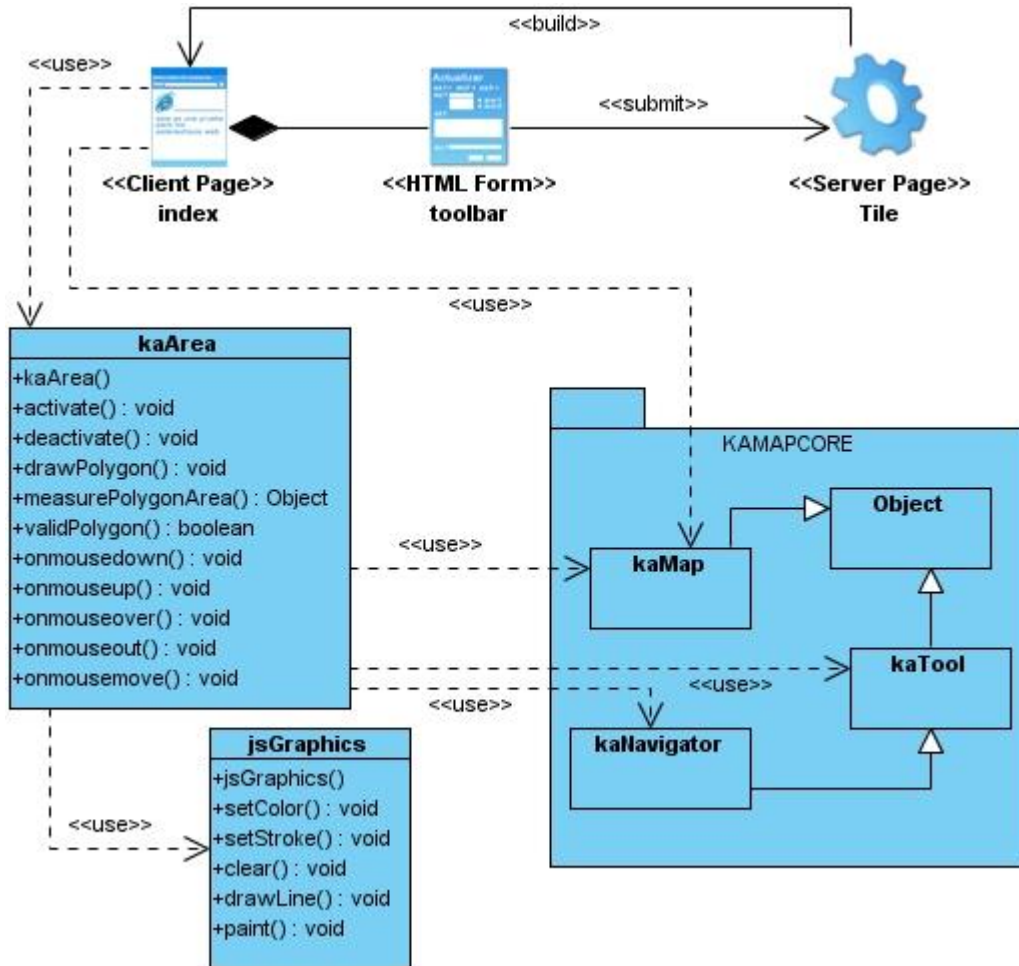 <<build>>
<<use>>
Actualizar
<<submit>>
<<Client Page>>
index
<<HTML Form>>
toolbar
<<Server Page>>
Tile
<<use>>
kaArea
+kaArea()
+activate() : void
+deactivate() : void
+drawPolygon() : void
+measurePolygonArea() : Object
+validPolygon() : boolean
+onmousedown() : void
+onmouseup() : void
+onmouseover() : void
+onmouseout() : void
+onmousemove() : void
<<use>>
<<use>>
<<use>>
KAMAPCORE
Object
kaMap
kaTool
kaNavigator
<<use>>
jsGraphics
+jsGraphics()
+setColor() : void
+setStroke() : void
+clear() : void
+drawLine() : void
+paint() : void